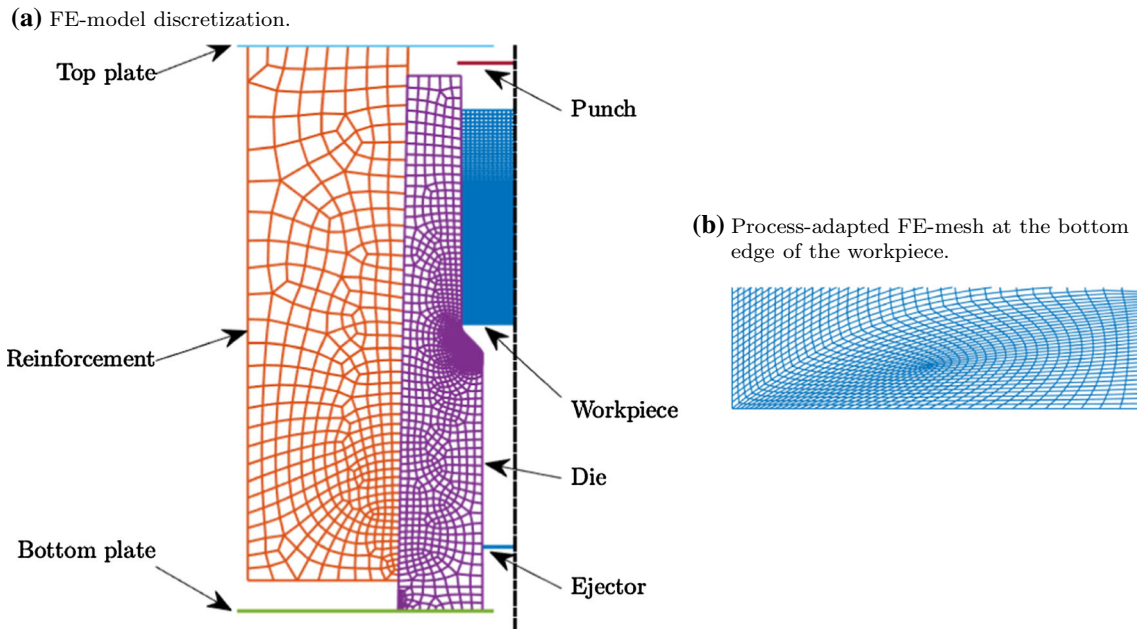 (a) FE-model discretization.
Top plate
Punch
(b) Process-adapted FE-mesh at the bottom
edge of the workpiece.
Reinforcement
Workpiece
Die
Bottom plate
Ejector